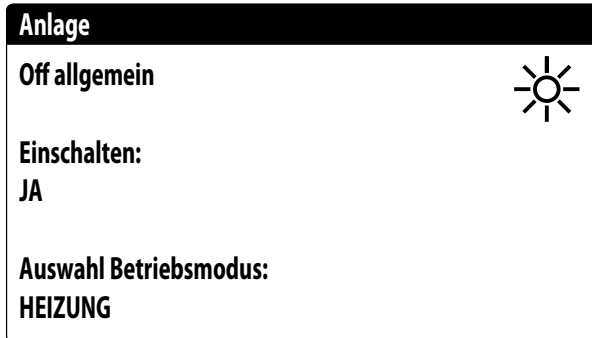 Anlage
Off allgemein
Einschalten:
JA
Auswahl Betriebsmodus:
HEIZUNG